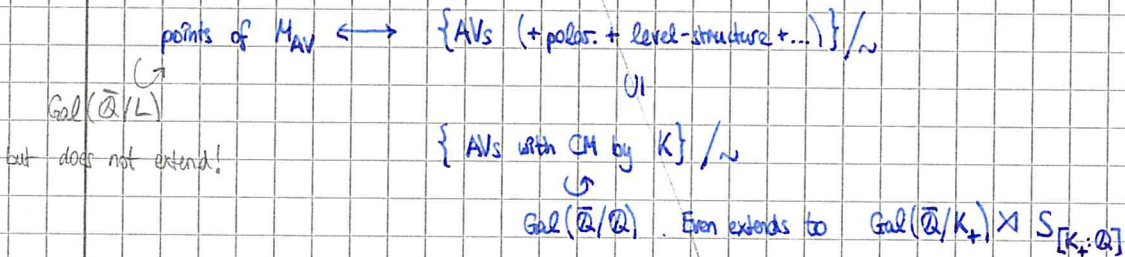 points of M_AV ⟷ {AVs (+ polar. + level-structure + ...)}/~
Gal(Q̄/L)
but does not extend!
∪|
{AVs with CM by K}/~
Gal(Q̄/Q). Even extends to Gal(Q̄/K₊) ⋊ S_[K₊:Q]